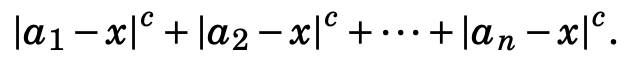 |a₁ − x|ᶜ + |a₂ − x|ᶜ + ⋯ + |aₙ − x|ᶜ.